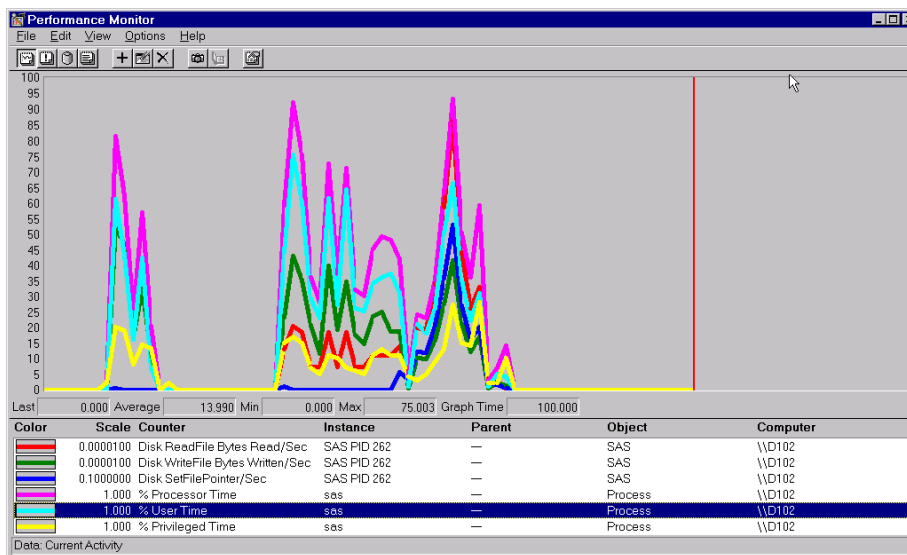 Performance Monitor
File Edit View Options Help
100
95
90
85
80
75
70
65
60
55
50
45
40
35
30
25
20
15
10
5
0
Last 0.000 Average 13.990 Min 0.000 Max 75.003 Graph Time 100.000
Color Scale Counter Instance Parent Object Computer
0.0000100 Disk ReadFile Bytes Read/Sec SAS PID 262 — SAS \\D102
0.0000100 Disk WriteFile Bytes Written/Sec SAS PID 262 — SAS \\D102
0.1000000 Disk SetFilePointer/Sec SAS PID 262 — SAS \\D102
1.000 % Processor Time sas — Process \\D102
1.000 % User Time sas — Process \\D102
1.000 % Privileged Time sas — Process \\D102
Data: Current Activity